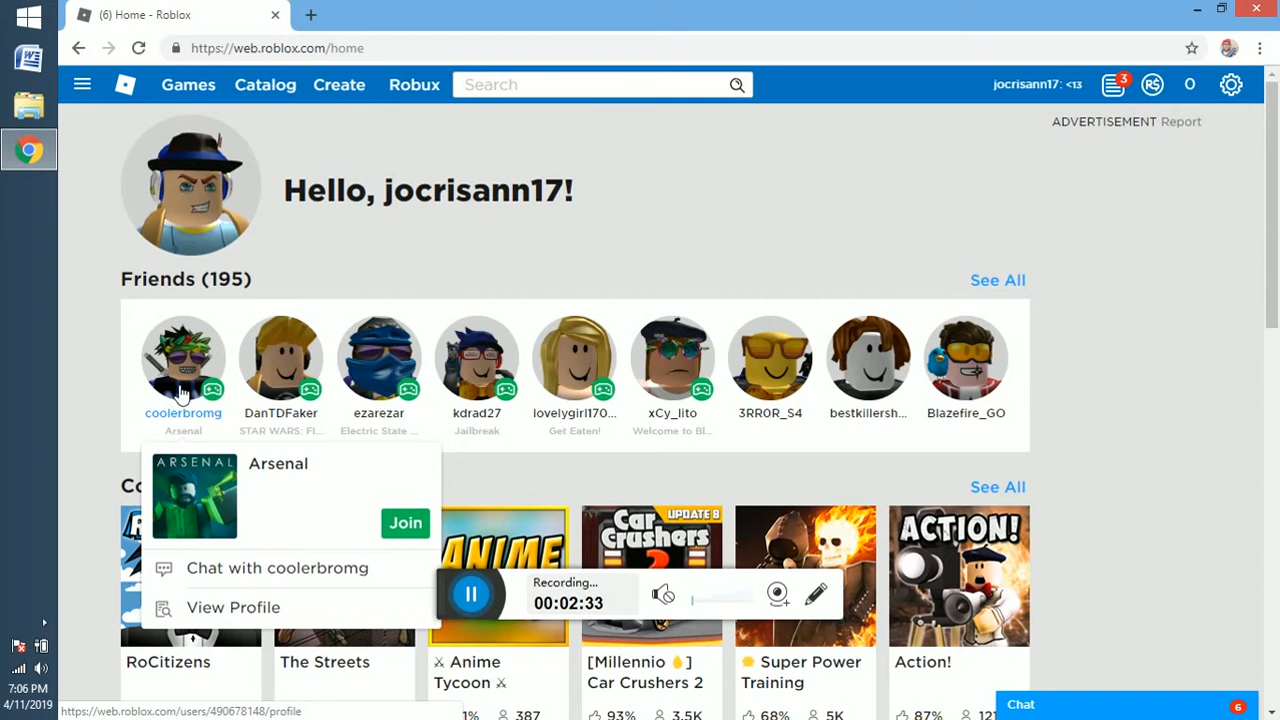 (6) Home - Roblox
https://web.roblox.com/home
Games Catalog Create Robux Search jocrisann17: <13 3 0
ADVERTISEMENT Report
Hello, jocrisann17!
Friends (195) See All
coolerbromg DanTDFaker ezarezar kdrad27 lovelygirl170... xCy_lito 3RR0R_S4 bestkillersh... Blazefire_GO
Arsenal STAR WARS: FI... Electric State ... Jailbreak Get Eaten! Welcome to Bl...
ARSENAL Arsenal
Join
Chat with coolerbromg
View Profile
Co See All
ANIME
UPDATE 8
Car Crushers 2
ACTION!
Recording...
00:02:33
RoCitizens The Streets ⚔ Anime Tycoon ⚔ [Millennio 💧] Car Crushers 2 🌟 Super Power Training Action!
1% 387 93% 3.5K 68% 5K 87% 121
Chat 6
https://web.roblox.com/users/490678148/profile
7:06 PM
4/11/2019